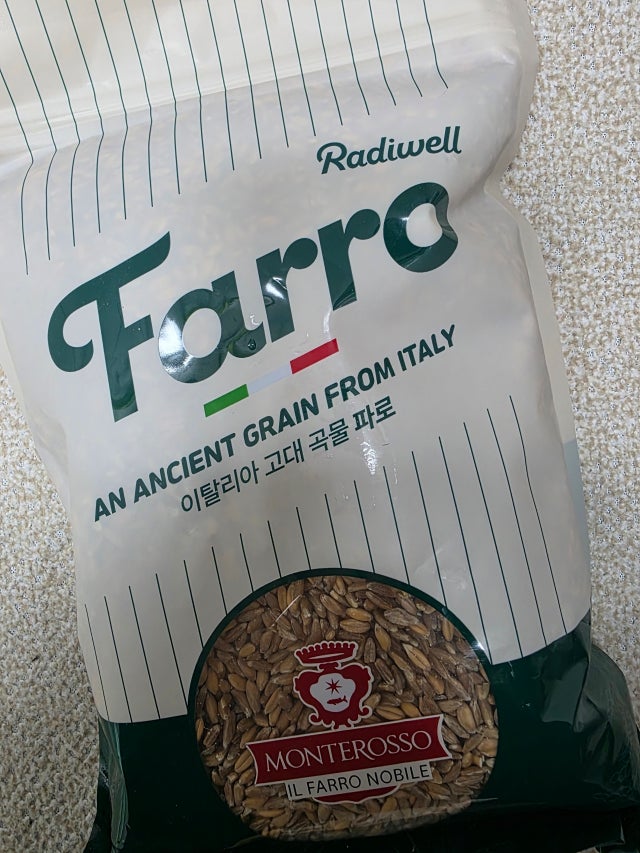 Radiwell
Farro
AN ANCIENT GRAIN FROM ITALY
이탈리아 고대 곡물 파로
MONTEROSSO
IL FARRO NOBILE